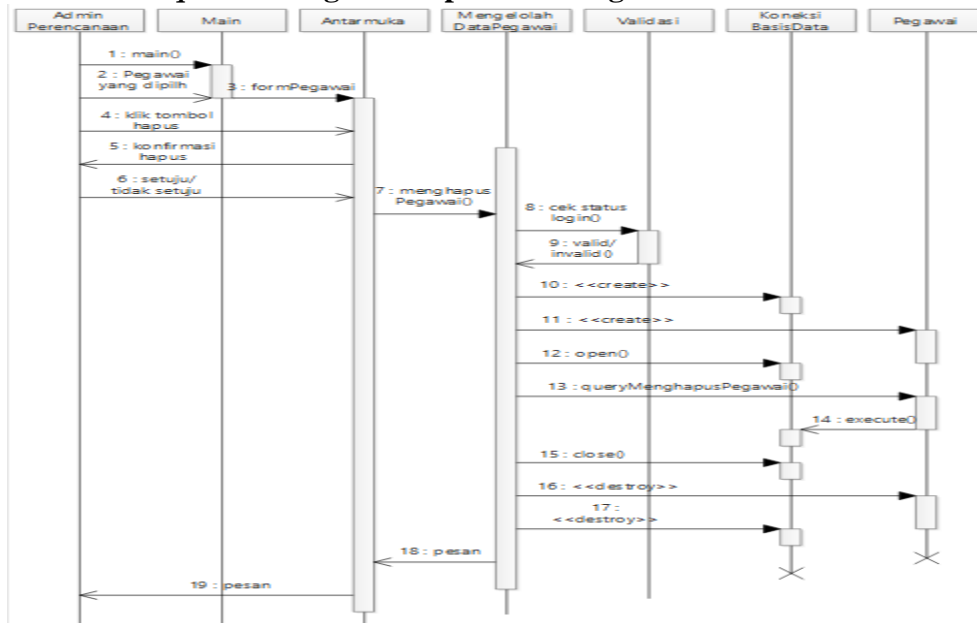 Admin
Perencanaan
Main
Antarmuka
Mengelolah
DataPegawai
Validasi
Koneksi
BasisData
Pegawai
1 : main()
2 : Pegawai
yang dipilh
3 : formPegawai
4 : klik tombol
hapus
5 : konfirmasi
hapus
6 : setuju/
tidak setuju
7 : menghapus
Pegawai()
8 : cek status
login()
9 : valid/
invalid()
10 : <<create>>
11 : <<create>>
12 : open()
13 : queryMenghapusPegawai()
14 : execute()
15 : close()
16 : <<destroy>>
17 :
<<destroy>>
18 : pesan
19 : pesan